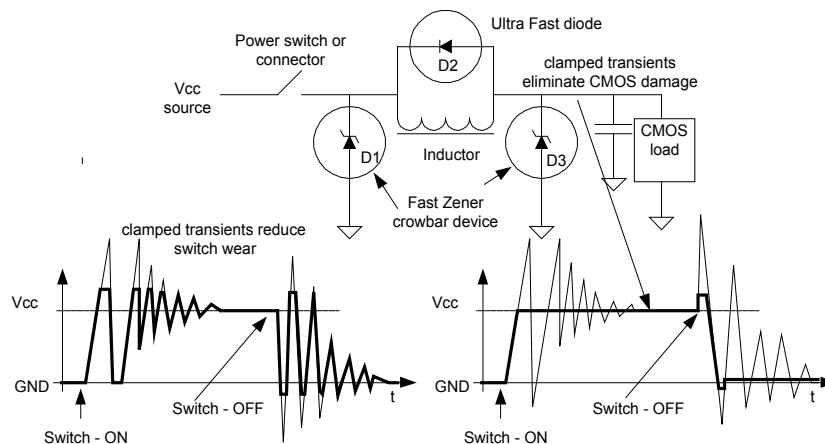 Ultra Fast diode
Power switch or
connector
D2
clamped transients
eliminate CMOS damage
Vcc
source
D1
Inductor
D3
CMOS
load
Fast Zener
crowbar device
clamped transients reduce
switch wear
Vcc
GND
Switch - OFF
t
Switch - ON
Vcc
GND
Switch - OFF
t
Switch - ON